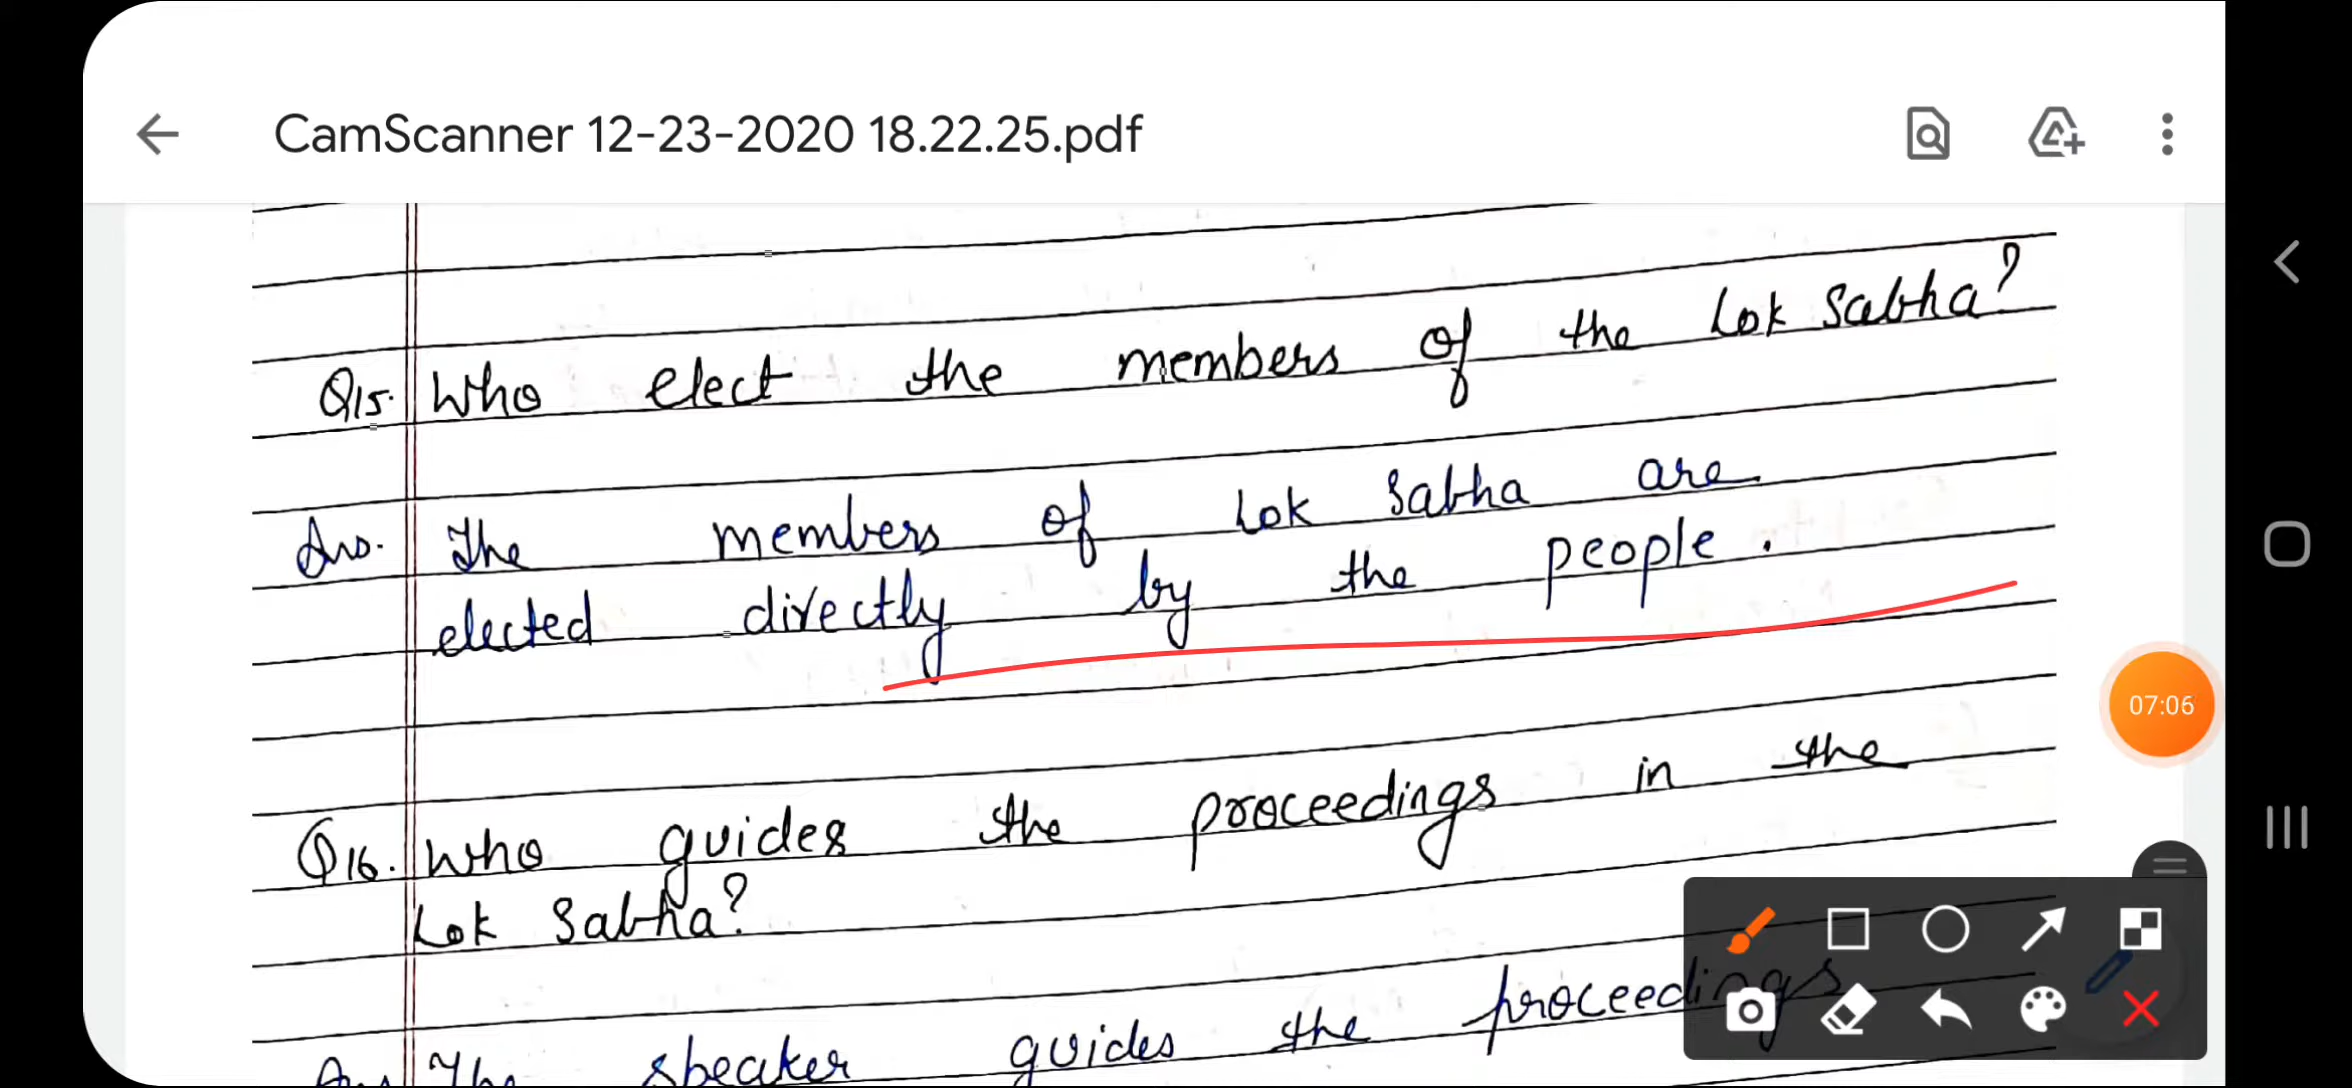 CamScanner 12-23-2020 18.22.25.pdf
Q15. Who elect the members of the Lok Sabha?
Ans. The members of Lok Sabha are
elected directly by the people.
07:06
Q16. Who guides the proceedings in the
Lok Sabha?
Ans The speaker guides the proceedings